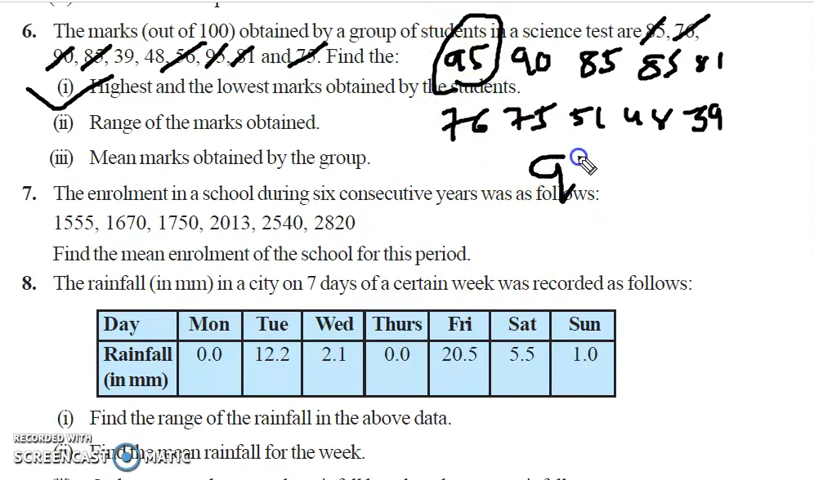 6. The marks (out of 100) obtained by a group of students in a science test are 85, 76,
90, 85, 39, 48, 56, 95, 81 and 75. Find the:
95 90 85 85 81
(i) Highest and the lowest marks obtained by the students.
76 75 51 48 39
(ii) Range of the marks obtained.
(iii) Mean marks obtained by the group.
9
7. The enrolment in a school during six consecutive years was as follows:
1555, 1670, 1750, 2013, 2540, 2820
Find the mean enrolment of the school for this period.
8. The rainfall (in mm) in a city on 7 days of a certain week was recorded as follows:
Day Mon Tue Wed Thurs Fri Sat Sun
Rainfall 0.0 12.2 2.1 0.0 20.5 5.5 1.0
(in mm)
(i) Find the range of the rainfall in the above data.
RECORDED WITH
SCREENCAST MATIC
(ii) Find the mean rainfall for the week.